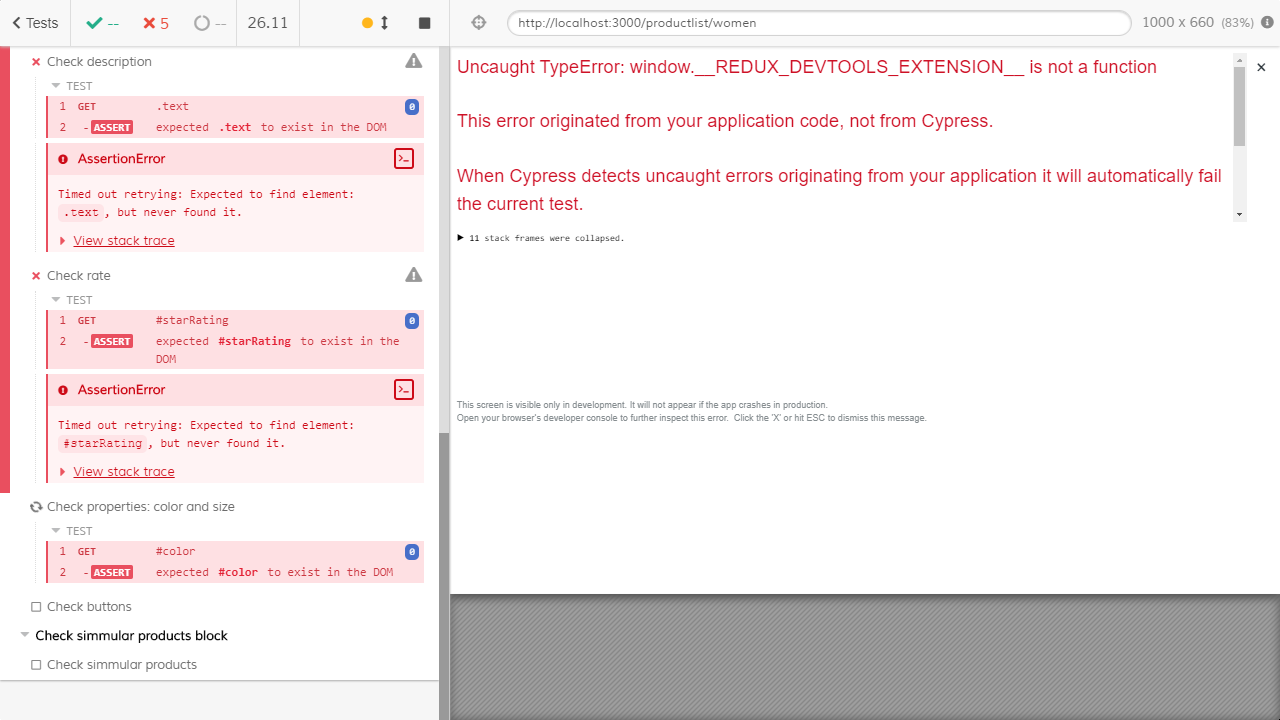 Tests -- 5 -- 26.11
http://localhost:3000/productlist/women 1000 x 660 (83%)
Check description
TEST
1 GET .text 0
2 -ASSERT expected .text to exist in the DOM
AssertionError
Timed out retrying: Expected to find element:
.text, but never found it.
View stack trace
Check rate
TEST
1 GET #starRating 0
2 -ASSERT expected #starRating to exist in the
DOM
AssertionError
Timed out retrying: Expected to find element:
#starRating, but never found it.
View stack trace
Check properties: color and size
TEST
1 GET #color 0
2 -ASSERT expected #color to exist in the DOM
Check buttons
Check simmular products block
Check simmular products
Uncaught TypeError: window.__REDUX_DEVTOOLS_EXTENSION__ is not a function
This error originated from your application code, not from Cypress.
When Cypress detects uncaught errors originating from your application it will automatically fail
the current test.
11 stack frames were collapsed.
This screen is visible only in development. It will not appear if the app crashes in production.
Open your browser's developer console to further inspect this error. Click the 'X' or hit ESC to dismiss this message.